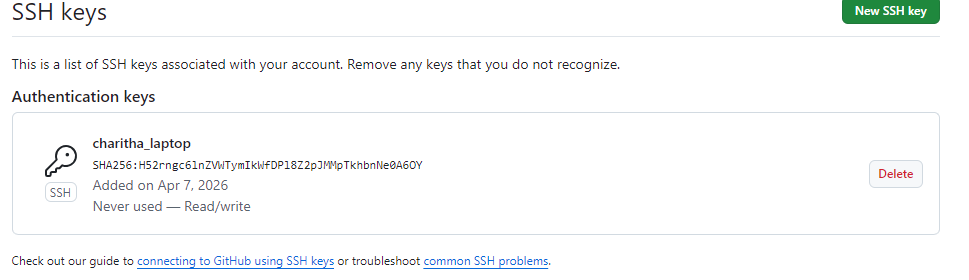 SSH keys
New SSH key
This is a list of SSH keys associated with your account. Remove any keys that you do not recognize.
Authentication keys
charitha_laptop
SHA256:H52rngc6lnZVWTymIkWfDPl8Z2pJMMpTkhbnNe0A6OY
SSH
Added on Apr 7, 2026
Never used — Read/write
Delete
Check out our guide to connecting to GitHub using SSH keys or troubleshoot common SSH problems.